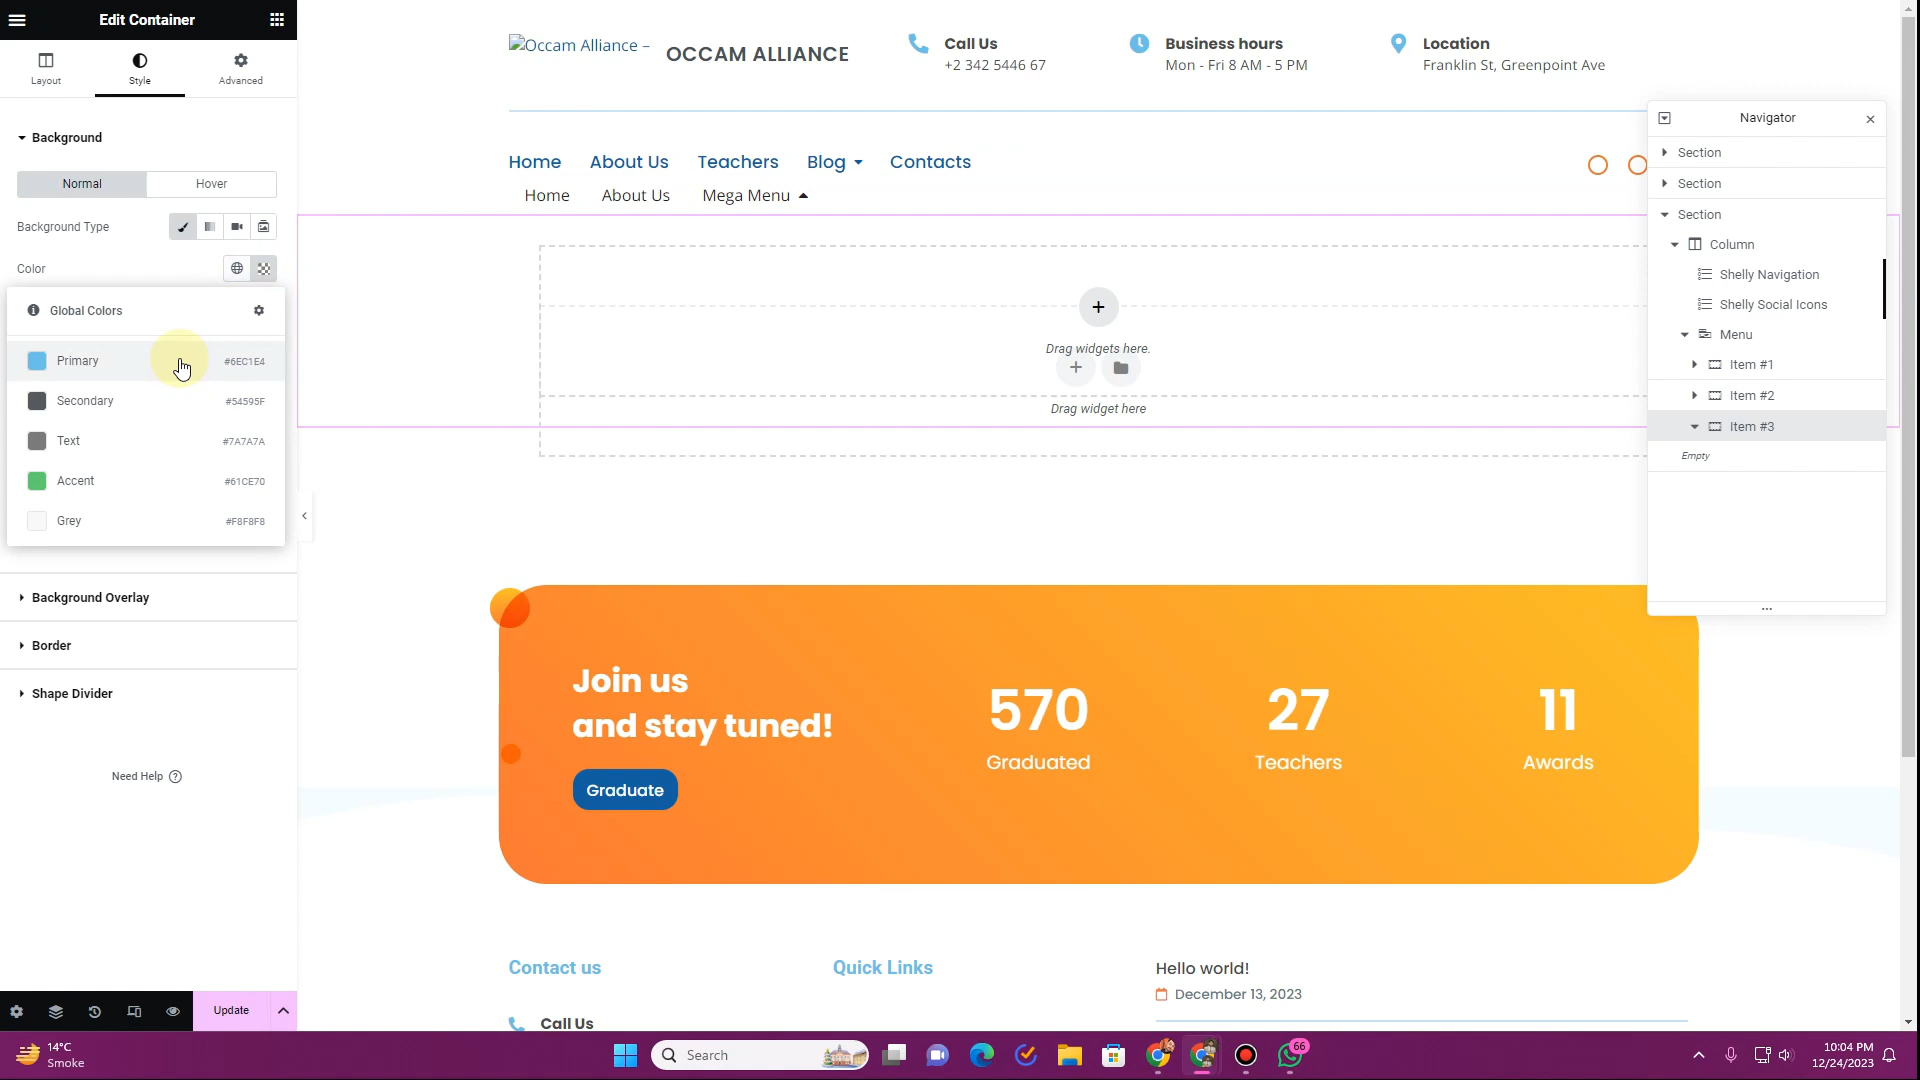 Edit Container
Layout
Style
Advanced
Background
Normal
Hover
Background Type
Color
Global Colors
Primary
#6EC1E4
Secondary
#54595F
Text
#7A7A7A
Accent
#61CE70
Grey
#F8F8F8
Background Overlay
Border
Shape Divider
Need Help
Update
Occam Alliance –
OCCAM ALLIANCE
Call Us
+2 342 5446 67
Business hours
Mon - Fri 8 AM - 5 PM
Location
Franklin St, Greenpoint Ave
Home
About Us
Teachers
Blog
Contacts
Home
About Us
Mega Menu
Drag widgets here.
Drag widget here
Navigator
Section
Section
Section
Column
Shelly Navigation
Shelly Social Icons
Menu
Item #1
Item #2
Item #3
Empty
Join us
and stay tuned!
Graduate
570
Graduated
27
Teachers
11
Awards
Contact us
Call Us
Quick Links
Hello world!
December 13, 2023
14°C
Smoke
Search
66
10:04 PM
12/24/2023